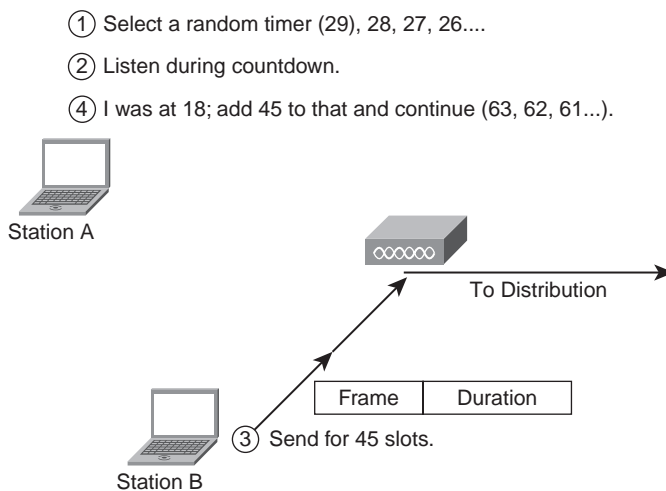 1 Select a random timer (29), 28, 27, 26....
2 Listen during countdown.
4 I was at 18; add 45 to that and continue (63, 62, 61...).
Station A
To Distribution
Frame Duration
3 Send for 45 slots.
Station B